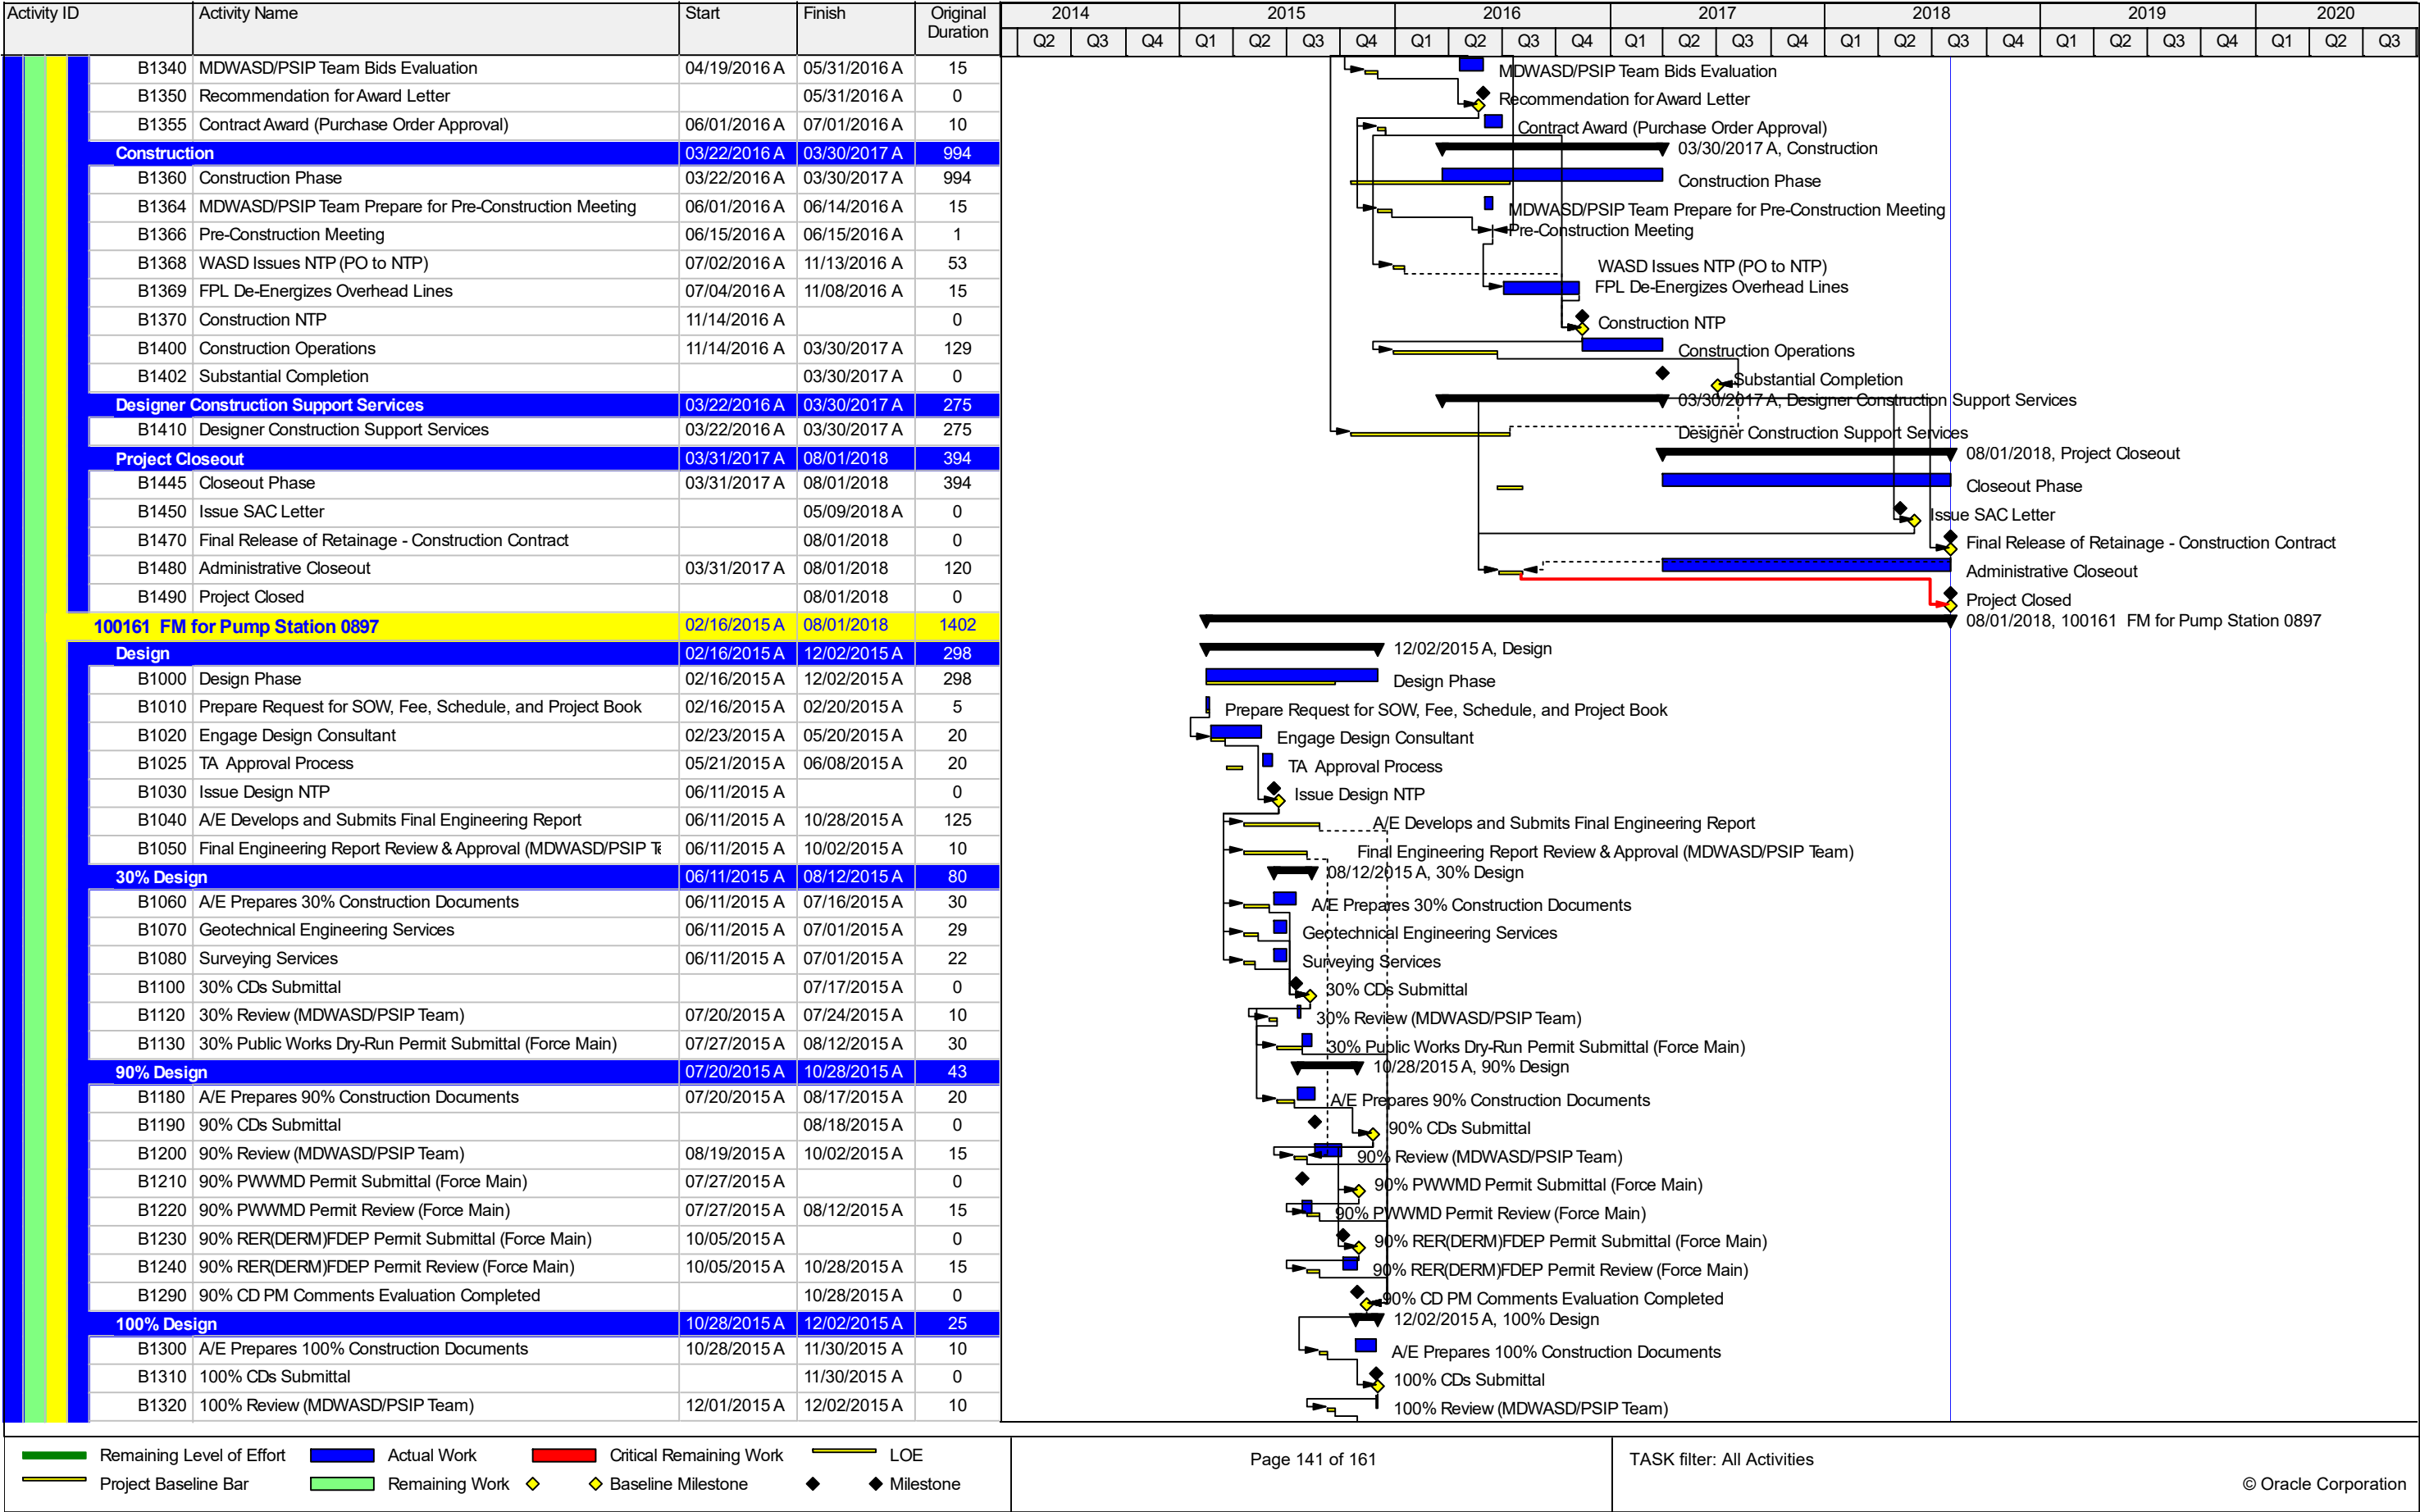 Activity ID Activity Name Start Finish Original Duration 2014 2015 2016 2017 2018 2019 2020
Q2 Q3 Q4 Q1 Q2 Q3 Q4 Q1 Q2 Q3 Q4 Q1 Q2 Q3 Q4 Q1 Q2 Q3 Q4 Q1 Q2 Q3 Q4 Q1 Q2 Q3
B1340 MDWASD/PSIP Team Bids Evaluation 04/19/2016 A 05/31/2016 A 15 MDWASD/PSIP Team Bids Evaluation
B1350 Recommendation for Award Letter 05/31/2016 A 0 Recommendation for Award Letter
B1355 Contract Award (Purchase Order Approval) 06/01/2016 A 07/01/2016 A 10 Contract Award (Purchase Order Approval)
Construction 03/22/2016 A 03/30/2017 A 994 03/30/2017 A, Construction
B1360 Construction Phase 03/22/2016 A 03/30/2017 A 994 Construction Phase
B1364 MDWASD/PSIP Team Prepare for Pre-Construction Meeting 06/01/2016 A 06/14/2016 A 15 MDWASD/PSIP Team Prepare for Pre-Construction Meeting
B1366 Pre-Construction Meeting 06/15/2016 A 06/15/2016 A 1 Pre-Construction Meeting
B1368 WASD Issues NTP (PO to NTP) 07/02/2016 A 11/13/2016 A 53 WASD Issues NTP (PO to NTP)
B1369 FPL De-Energizes Overhead Lines 07/04/2016 A 11/08/2016 A 15 FPL De-Energizes Overhead Lines
B1370 Construction NTP 11/14/2016 A 0 Construction NTP
B1400 Construction Operations 11/14/2016 A 03/30/2017 A 129 Construction Operations
B1402 Substantial Completion 03/30/2017 A 0 Substantial Completion
Designer Construction Support Services 03/22/2016 A 03/30/2017 A 275 03/30/2017 A, Designer Construction Support Services
B1410 Designer Construction Support Services 03/22/2016 A 03/30/2017 A 275 Designer Construction Support Services
Project Closeout 03/31/2017 A 08/01/2018 394 08/01/2018, Project Closeout
B1445 Closeout Phase 03/31/2017 A 08/01/2018 394 Closeout Phase
B1450 Issue SAC Letter 05/09/2018 A 0 Issue SAC Letter
B1470 Final Release of Retainage - Construction Contract 08/01/2018 0 Final Release of Retainage - Construction Contract
B1480 Administrative Closeout 03/31/2017 A 08/01/2018 120 Administrative Closeout
B1490 Project Closed 08/01/2018 0 Project Closed
100161 FM for Pump Station 0897 02/16/2015 A 08/01/2018 1402 08/01/2018, 100161 FM for Pump Station 0897
Design 02/16/2015 A 12/02/2015 A 298 12/02/2015 A, Design
B1000 Design Phase 02/16/2015 A 12/02/2015 A 298 Design Phase
B1010 Prepare Request for SOW, Fee, Schedule, and Project Book 02/16/2015 A 02/20/2015 A 5 Prepare Request for SOW, Fee, Schedule, and Project Book
B1020 Engage Design Consultant 02/23/2015 A 05/20/2015 A 20 Engage Design Consultant
B1025 TA Approval Process 05/21/2015 A 06/08/2015 A 20 TA Approval Process
B1030 Issue Design NTP 06/11/2015 A 0 Issue Design NTP
B1040 A/E Develops and Submits Final Engineering Report 06/11/2015 A 10/28/2015 A 125 A/E Develops and Submits Final Engineering Report
B1050 Final Engineering Report Review & Approval (MDWASD/PSIP Te 06/11/2015 A 10/02/2015 A 10 Final Engineering Report Review & Approval (MDWASD/PSIP Team)
30% Design 06/11/2015 A 08/12/2015 A 80 08/12/2015 A, 30% Design
B1060 A/E Prepares 30% Construction Documents 06/11/2015 A 07/16/2015 A 30 A/E Prepares 30% Construction Documents
B1070 Geotechnical Engineering Services 06/11/2015 A 07/01/2015 A 29 Geotechnical Engineering Services
B1080 Surveying Services 06/11/2015 A 07/01/2015 A 22 Surveying Services
B1100 30% CDs Submittal 07/17/2015 A 0 30% CDs Submittal
B1120 30% Review (MDWASD/PSIP Team) 07/20/2015 A 07/24/2015 A 10 30% Review (MDWASD/PSIP Team)
B1130 30% Public Works Dry-Run Permit Submittal (Force Main) 07/27/2015 A 08/12/2015 A 30 30% Public Works Dry-Run Permit Submittal (Force Main)
90% Design 07/20/2015 A 10/28/2015 A 43 10/28/2015 A, 90% Design
B1180 A/E Prepares 90% Construction Documents 07/20/2015 A 08/17/2015 A 20 A/E Prepares 90% Construction Documents
B1190 90% CDs Submittal 08/18/2015 A 0 90% CDs Submittal
B1200 90% Review (MDWASD/PSIP Team) 08/19/2015 A 10/02/2015 A 15 90% Review (MDWASD/PSIP Team)
B1210 90% PWWMD Permit Submittal (Force Main) 07/27/2015 A 0 90% PWWMD Permit Submittal (Force Main)
B1220 90% PWWMD Permit Review (Force Main) 07/27/2015 A 08/12/2015 A 15 90% PWWMD Permit Review (Force Main)
B1230 90% RER(DERM)FDEP Permit Submittal (Force Main) 10/05/2015 A 0 90% RER(DERM)FDEP Permit Submittal (Force Main)
B1240 90% RER(DERM)FDEP Permit Review (Force Main) 10/05/2015 A 10/28/2015 A 15 90% RER(DERM)FDEP Permit Review (Force Main)
B1290 90% CD PM Comments Evaluation Completed 10/28/2015 A 0 90% CD PM Comments Evaluation Completed
100% Design 10/28/2015 A 12/02/2015 A 25 12/02/2015 A, 100% Design
B1300 A/E Prepares 100% Construction Documents 10/28/2015 A 11/30/2015 A 10 A/E Prepares 100% Construction Documents
B1310 100% CDs Submittal 11/30/2015 A 0 100% CDs Submittal
B1320 100% Review (MDWASD/PSIP Team) 12/01/2015 A 12/02/2015 A 10 100% Review (MDWASD/PSIP Team)
Remaining Level of Effort Actual Work Critical Remaining Work LOE Page 141 of 161 TASK filter: All Activities
Project Baseline Bar Remaining Work Baseline Milestone Milestone © Oracle Corporation